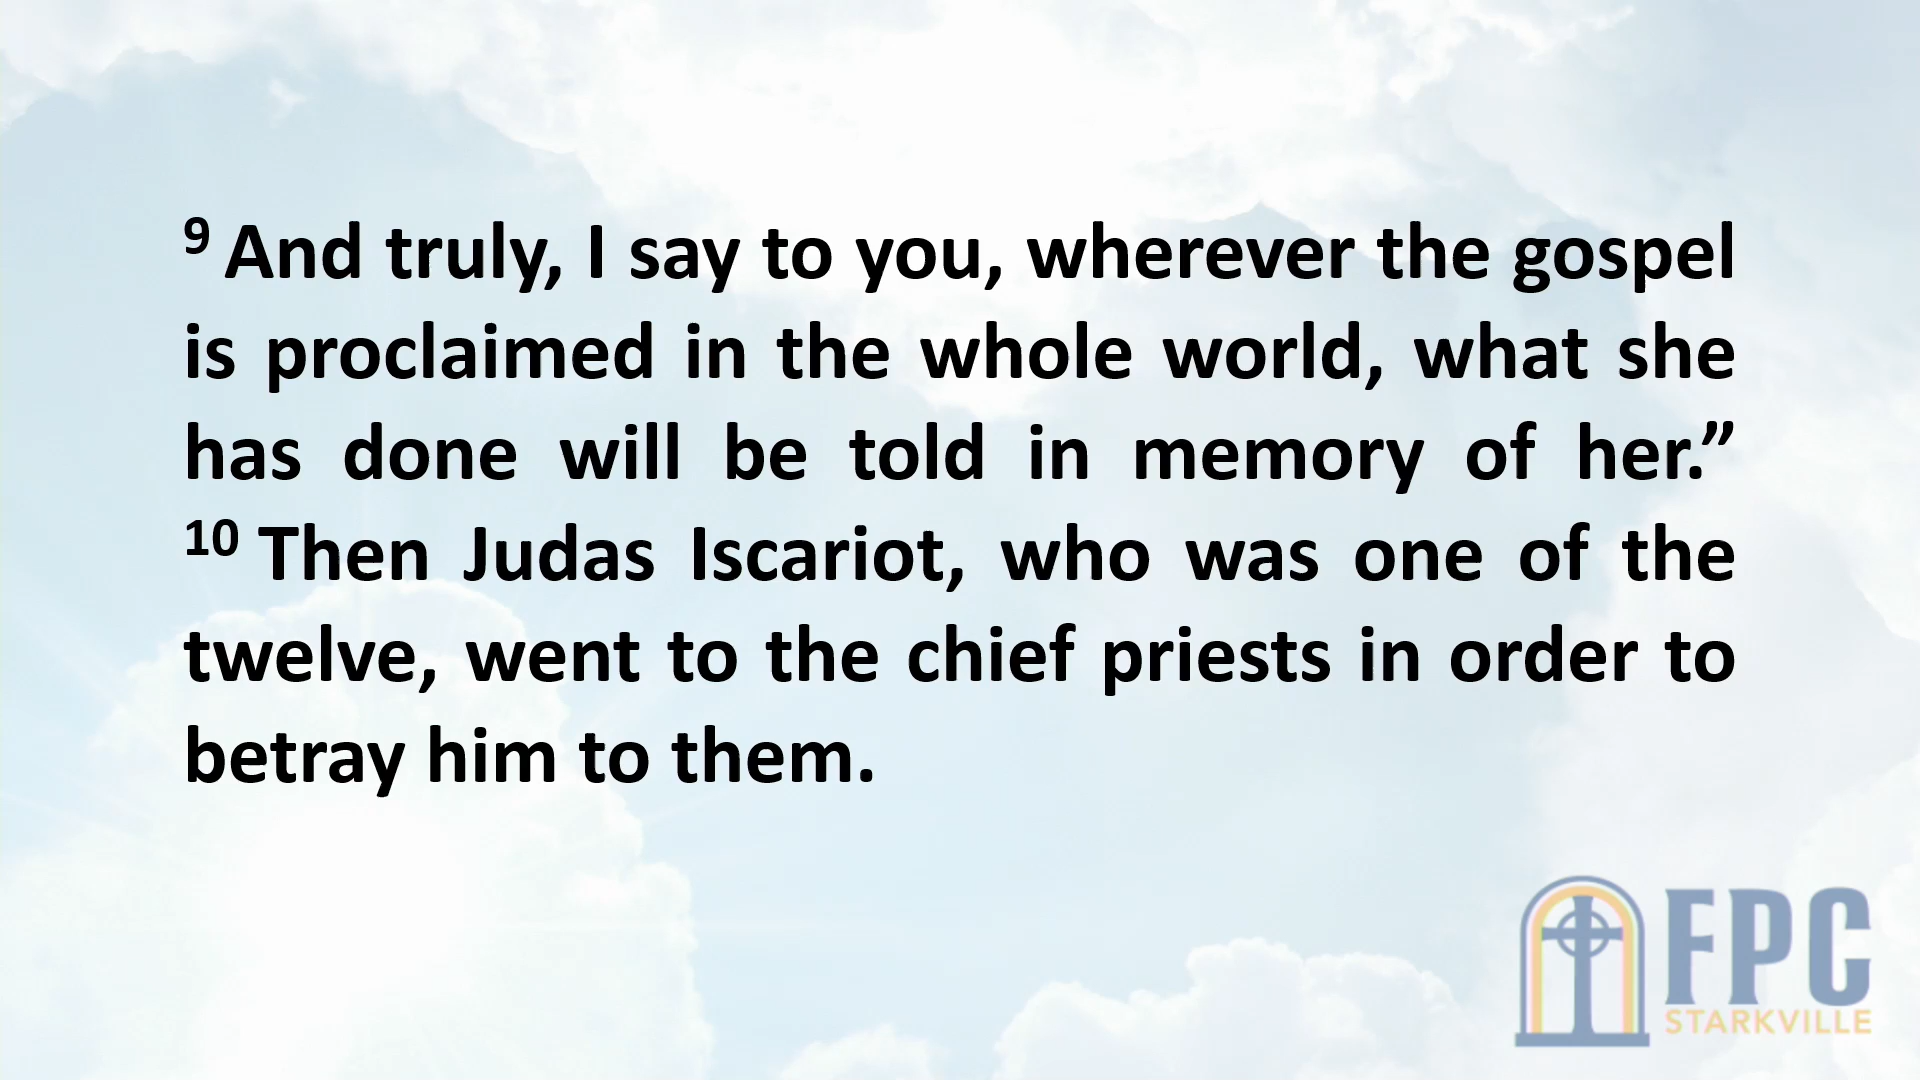 9 And truly, I say to you, wherever the gospel
is proclaimed in the whole world, what she
has done will be told in memory of her.”
10 Then Judas Iscariot, who was one of the
twelve, went to the chief priests in order to
betray him to them.
FPC
STARKVILLE